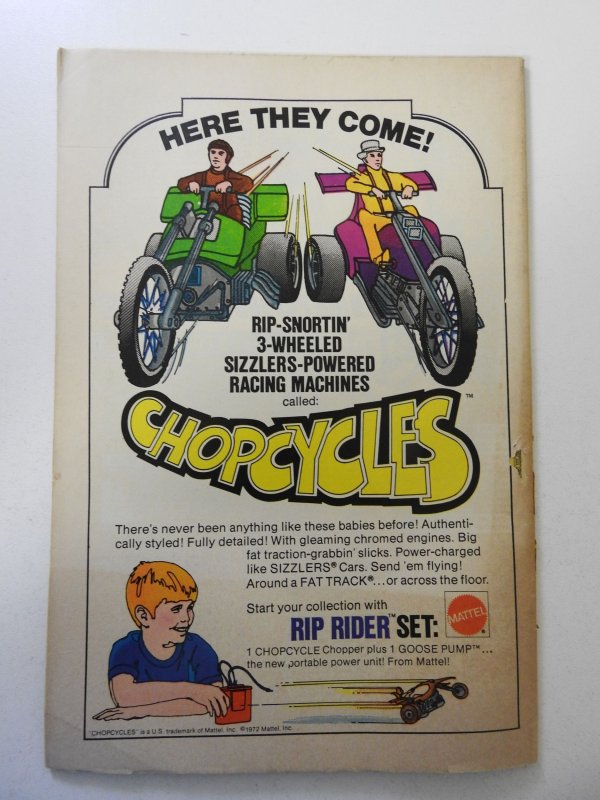 HERE THEY COME!
RIP-SNORTIN'
3-WHEELED
SIZZLERS-POWERED
RACING MACHINES
called:
CHOPCYCLES™
There's never been anything like these babies before! Authenti-
cally styled! Fully detailed! With gleaming chromed engines. Big
fat traction-grabbin' slicks. Power-charged
like SIZZLERS® Cars. Send 'em flying!
Around a FAT TRACK®...or across the floor.
Start your collection with
RIP RIDER™ SET:
MATTEL®
1 CHOPCYCLE Chopper plus 1 GOOSE PUMP™...
the new portable power unit! From Mattel!
"CHOPCYCLES" is a U.S. trademark of Mattel, Inc. ©1972 Mattel, Inc.